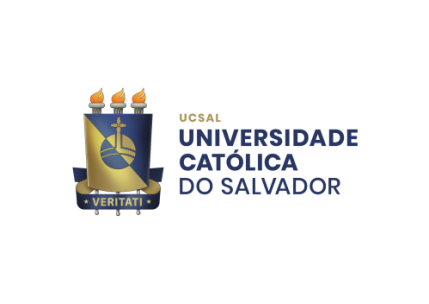 UCSAL
UNIVERSIDADE
CATÓLICA
DO SALVADOR
• VERITATI •